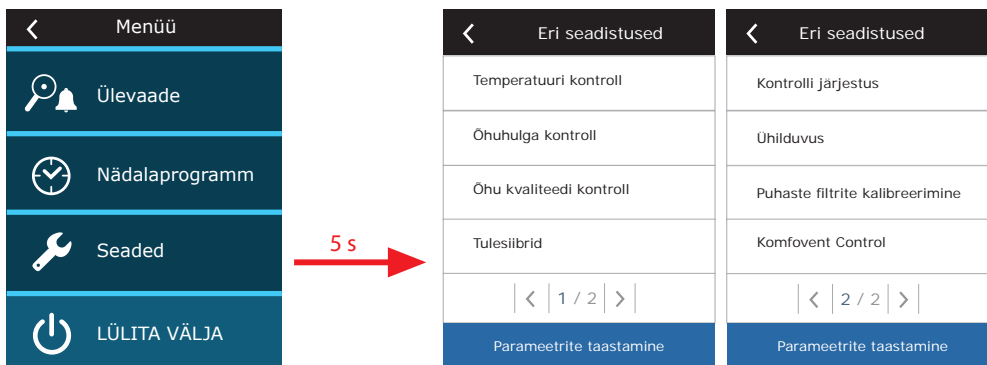 Menüü
Ülevaade
Nädalaprogramm
Seaded
LÜLITA VÄLJA
5 s
Eri seadistused
Temperatuuri kontroll
Õhuhulga kontroll
Õhu kvaliteedi kontroll
Tulesiibrid
1 / 2
Parameetrite taastamine
Eri seadistused
Kontrolli järjestus
Ühilduvus
Puhaste filtrite kalibreerimine
Komfovent Control
2 / 2
Parameetrite taastamine